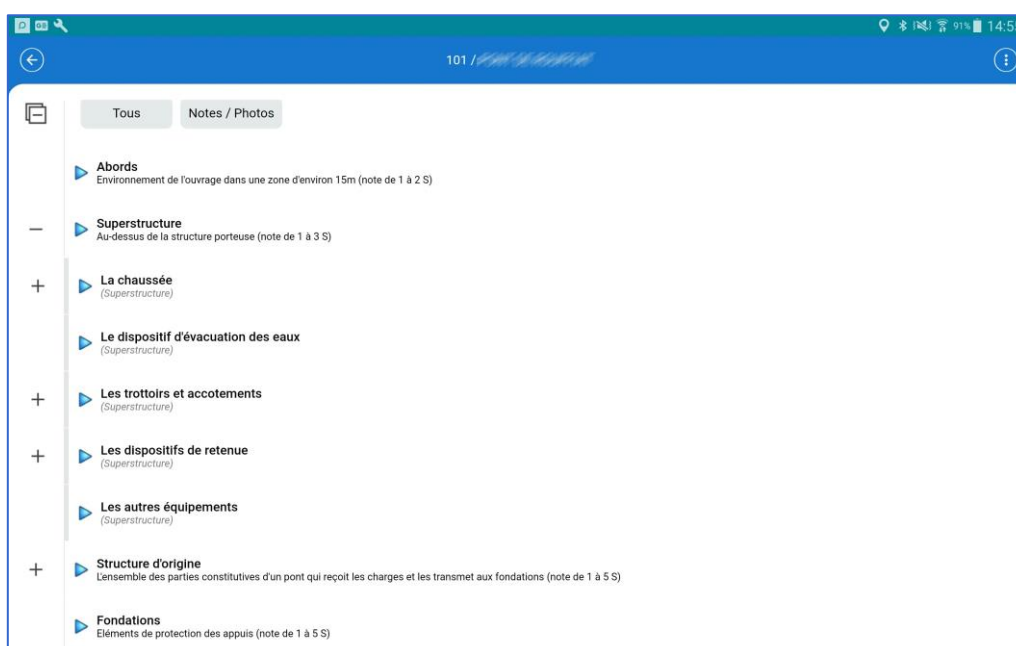 91% 14:5
101 /
Tous Notes / Photos
Abords
Environnement de l'ouvrage dans une zone d'environ 15m (note de 1 à 2 S)
Superstructure
Au-dessus de la structure porteuse (note de 1 à 3 S)
La chaussée
(Superstructure)
Le dispositif d'évacuation des eaux
(Superstructure)
Les trottoirs et accotements
(Superstructure)
Les dispositifs de retenue
(Superstructure)
Les autres équipements
(Superstructure)
Structure d'origine
L'ensemble des parties constitutives d'un pont qui reçoit les charges et les transmet aux fondations (note de 1 à 5 S)
Fondations
Eléments de protection des appuis (note de 1 à 5 S)